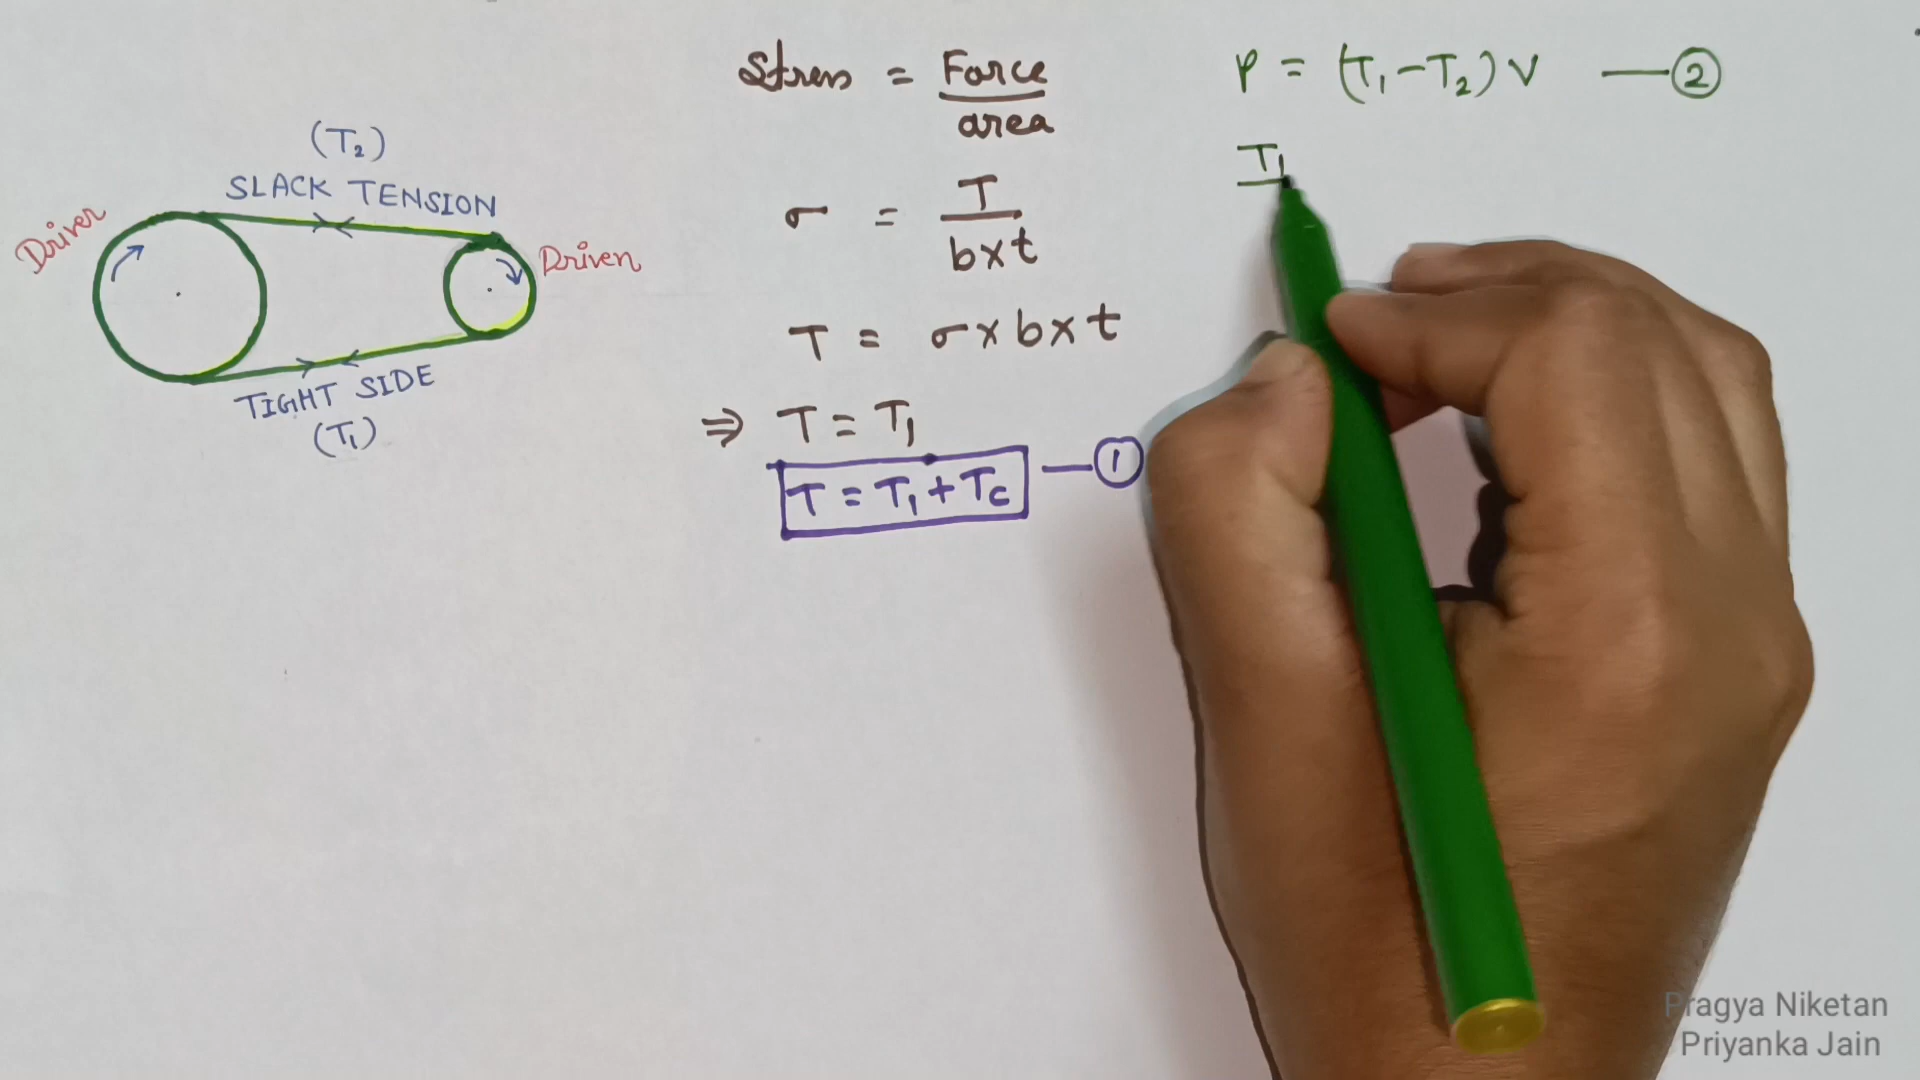 (T₂)
SLACK TENSION
Driver
Driven
TIGHT SIDE
(T₁)
Stress = Force/area
σ = T/b×t
T = σ×b×t
⇒ T = T₁
T = T₁ + Tc — ①
P = (T₁-T₂) V — ②
T₁
Pragya Niketan
Priyanka Jain